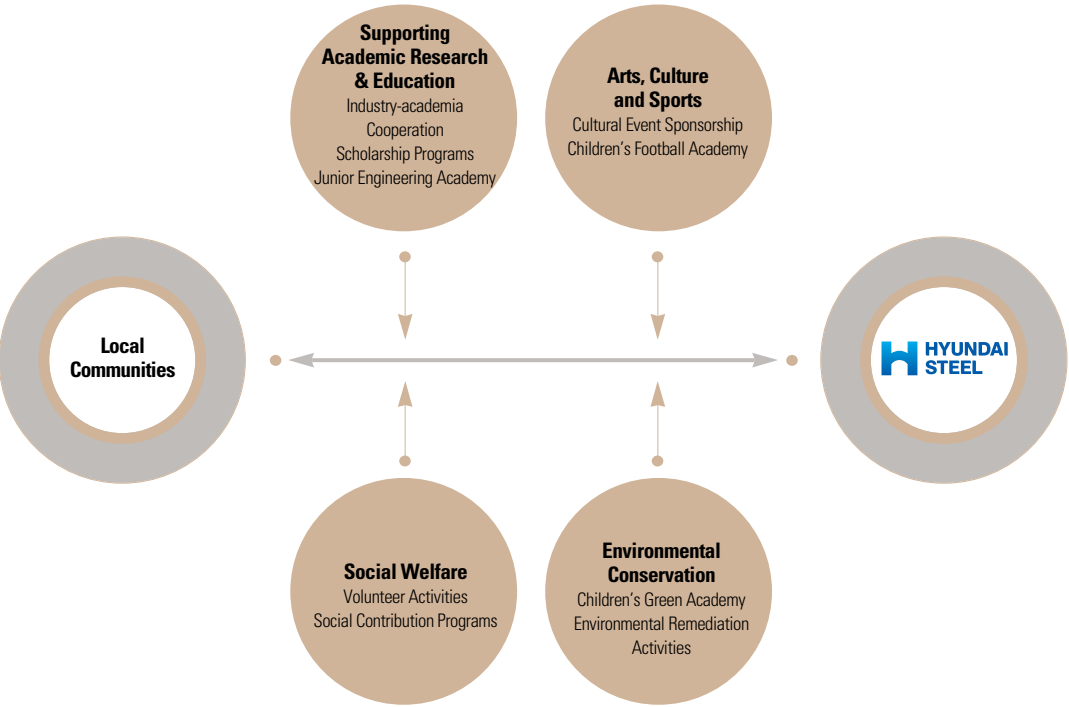 Supporting
Academic Research
& Education
Industry-academia
Cooperation
Scholarship Programs
Junior Engineering Academy
Arts, Culture
and Sports
Cultural Event Sponsorship
Children's Football Academy
Local
Communities
HYUNDAI
STEEL
Social Welfare
Volunteer Activities
Social Contribution Programs
Environmental
Conservation
Children's Green Academy
Environmental Remediation
Activities